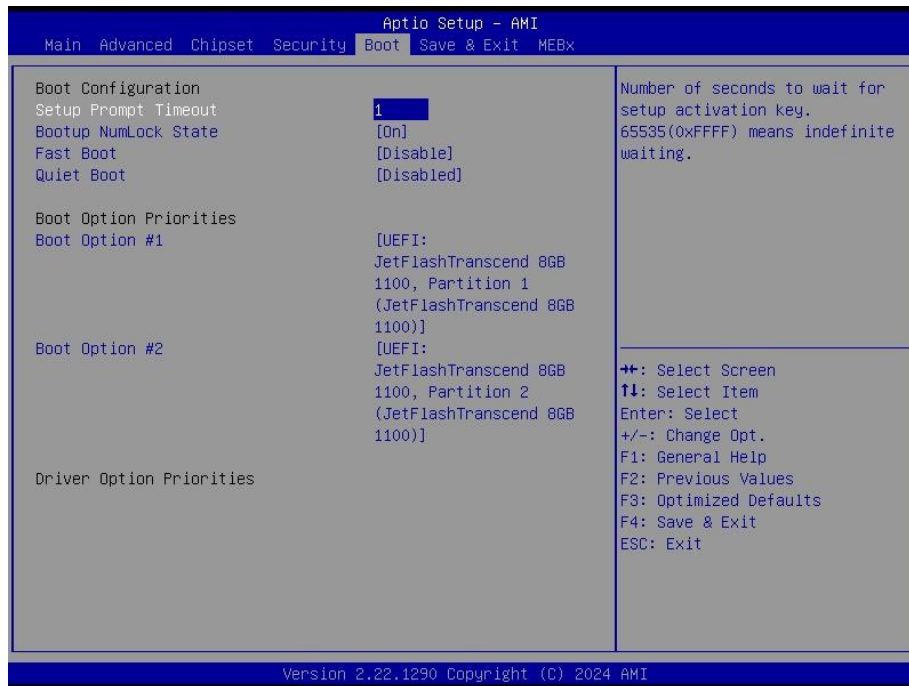 Aptio Setup - AMI
Main Advanced Chipset Security Boot Save & Exit MEBx
Boot Configuration
Setup Prompt Timeout 1
Bootup NumLock State [On]
Fast Boot [Disable]
Quiet Boot [Disabled]
Boot Option Priorities
Boot Option #1 [UEFI:
JetFlashTranscend 8GB
1100, Partition 1
(JetFlashTranscend 8GB
1100)]
Boot Option #2 [UEFI:
JetFlashTranscend 8GB
1100, Partition 2
(JetFlashTranscend 8GB
1100)]
Driver Option Priorities
Number of seconds to wait for
setup activation key.
65535(0xFFFF) means indefinite
waiting.
→←: Select Screen
↑↓: Select Item
Enter: Select
+/-: Change Opt.
F1: General Help
F2: Previous Values
F3: Optimized Defaults
F4: Save & Exit
ESC: Exit
Version 2.22.1290 Copyright (C) 2024 AMI